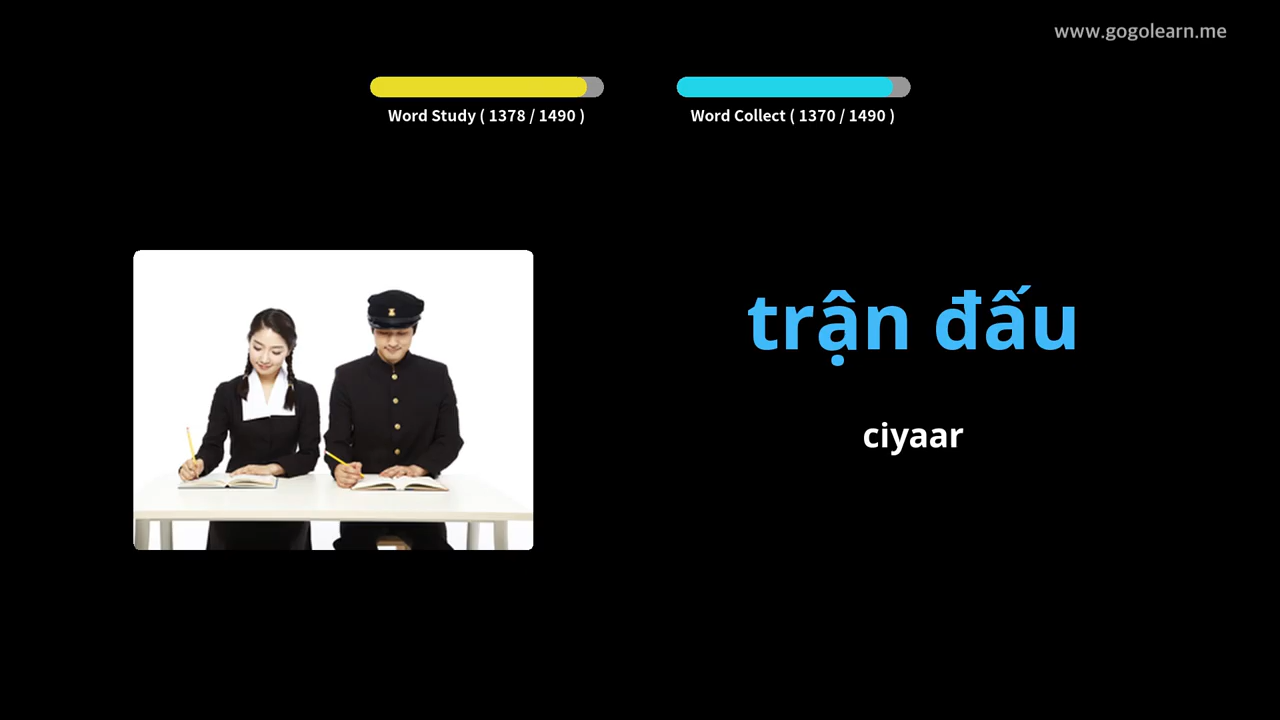 www.gogolearn.me
Word Study ( 1378 / 1490 )
Word Collect ( 1370 / 1490 )
trận đấu
ciyaar